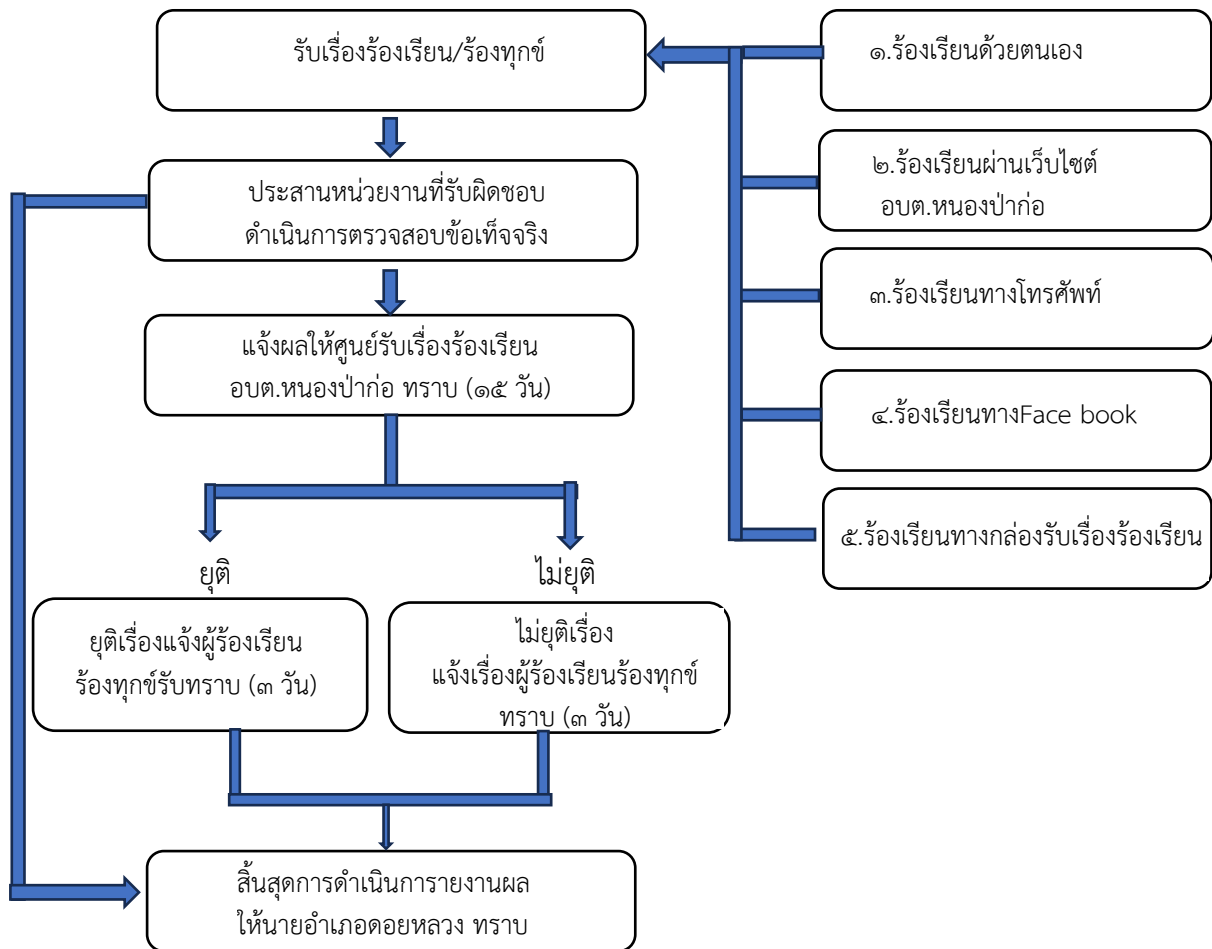 รับเรื่องร้องเรียน/ร้องทุกข์
๑.ร้องเรียนด้วยตนเอง
ประสานหน่วยงานที่รับผิดชอบ
ดำเนินการตรวจสอบข้อเท็จจริง
๒.ร้องเรียนผ่านเว็บไซต์
อบต.หนองป่าก่อ
แจ้งผลให้ศูนย์รับเรื่องร้องเรียน
อบต.หนองป่าก่อ ทราบ (๑๕ วัน)
๓.ร้องเรียนทางโทรศัพท์
๔.ร้องเรียนทางFace book
๕.ร้องเรียนทางกล่องรับเรื่องร้องเรียน
ยุติ
ไม่ยุติ
ยุติเรื่องแจ้งผู้ร้องเรียน
ร้องทุกข์รับทราบ (๓ วัน)
ไม่ยุติเรื่อง
แจ้งเรื่องผู้ร้องเรียนร้องทุกข์
ทราบ (๓ วัน)
สิ้นสุดการดำเนินการายงานผล
ให้นายอำเภอดอยหลวง ทราบ